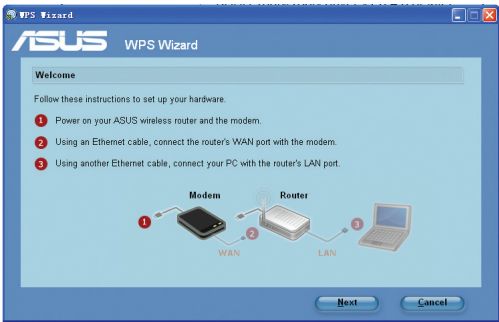 WPS Wizard
ASUS WPS Wizard
Welcome
Follow these instructions to set up your hardware.
1 Power on your ASUS wireless router and the modem.
2 Using an Ethernet cable, connect the router's WAN port with the modem.
3 Using another Ethernet cable, connect your PC with the router's LAN port.
Modem Router
1 2 3
WAN LAN
Next Cancel